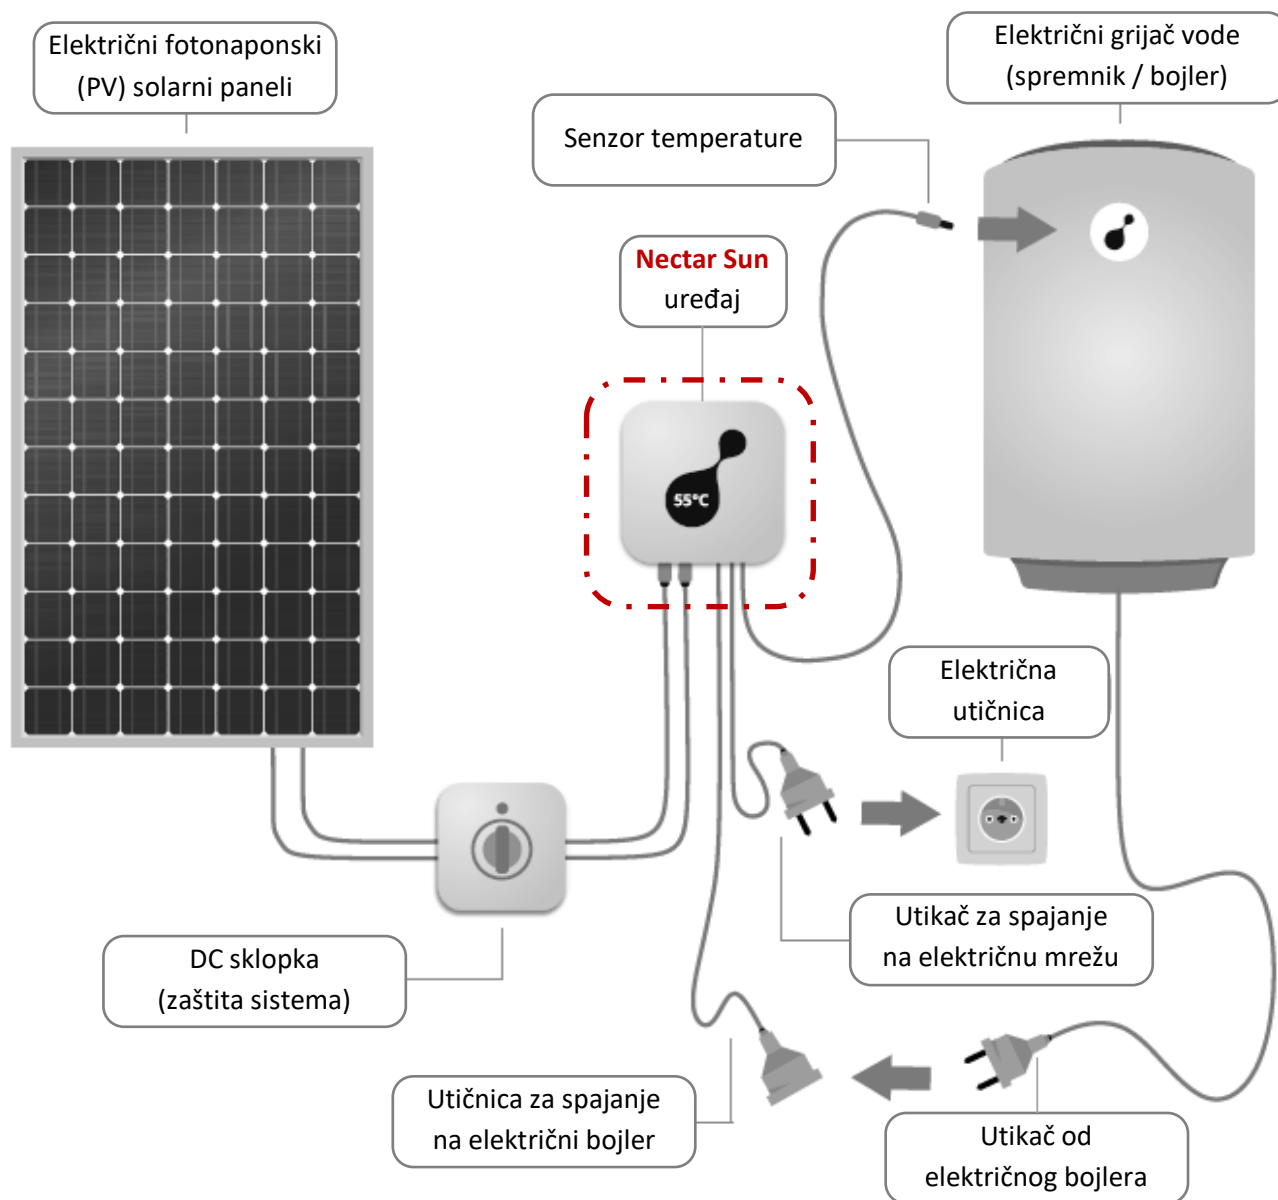 Električni fotonaponski
(PV) solarni paneli
Električni grijač vode
(spremnik / bojler)
Senzor temperature
Nectar Sun
uređaj
55°C
Električna
utičnica
Utikač za spajanje
na električnu mrežu
DC sklopka
(zaštita sistema)
Utičnica za spajanje
na električni bojler
Utikač od
električnog bojlera